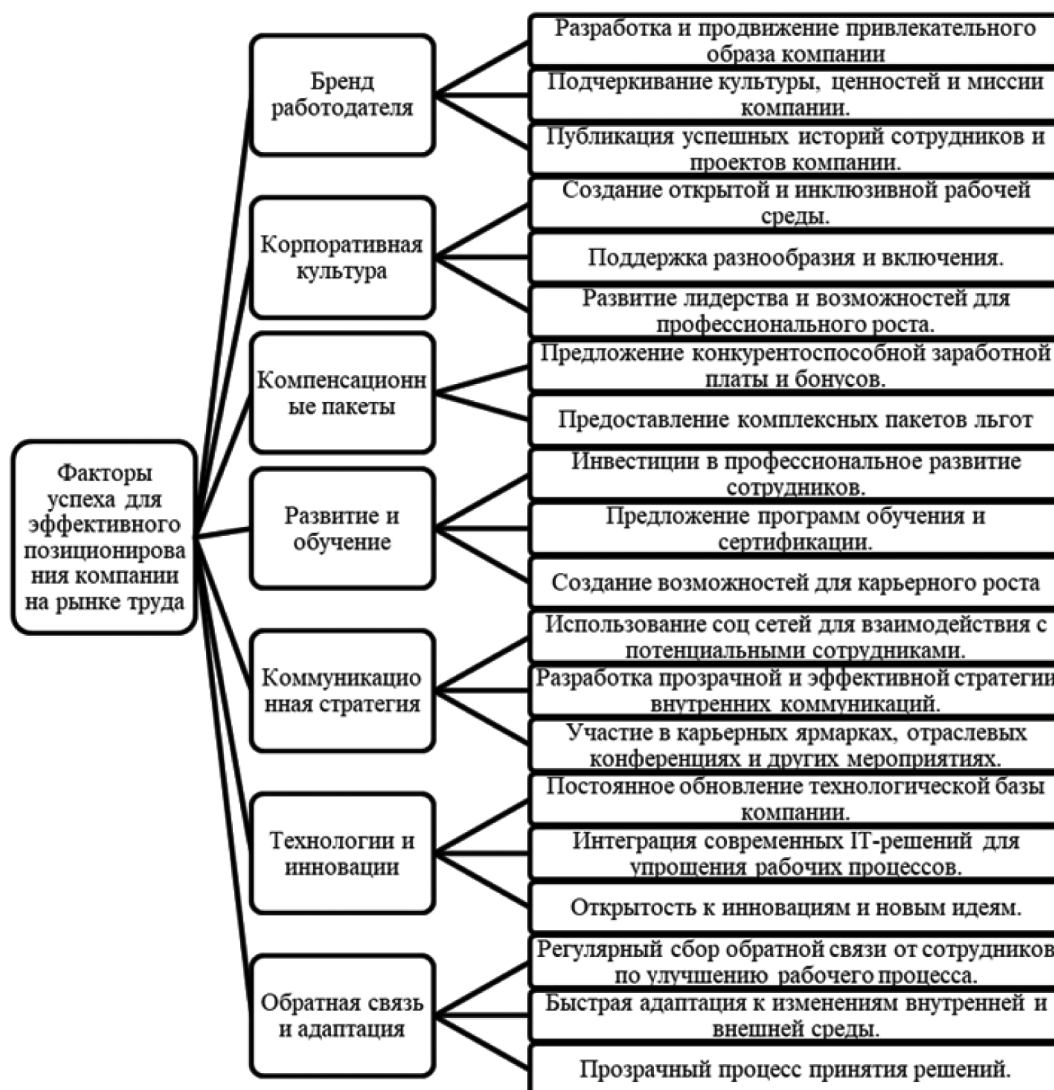 Факторы
успеха для
эффективного
позиционирова
ния компании
на рынке труда
Бренд
работодателя
Разработка и продвижение привлекательного
образа компании
Подчеркивание культуры, ценностей и миссии
компании.
Публикация успешных историй сотрудников и
проектов компании.
Корпоративная
культура
Создание открытой и инклюзивной рабочей
среды.
Поддержка разнообразия и включения.
Развитие лидерства и возможностей для
профессионального роста.
Компенсационн
ые пакеты
Предложение конкурентоспособной заработной
платы и бонусов.
Предоставление комплексных пакетов льгот
Развитие и
обучение
Инвестиции в профессиональное развитие
сотрудников.
Предложение программ обучения и
сертификации.
Создание возможностей для карьерного роста
Коммуникацио
нная стратегия
Использование соц сетей для взаимодействия с
потенциальными сотрудниками.
Разработка прозрачной и эффективной стратегии
внутренних коммуникаций.
Участие в карьерных ярмарках, отраслевых
конференциях и других мероприятиях.
Технологии и
инновации
Постоянное обновление технологической базы
компании.
Интеграция современных IT-решений для
упрощения рабочих процессов.
Открытость к инновациям и новым идеям.
Обратная связь
и адаптация
Регулярный сбор обратной связи от сотрудников
по улучшению рабочего процесса.
Быстрая адаптация к изменениям внутренней и
внешней среды.
Прозрачный процесс принятия решений.